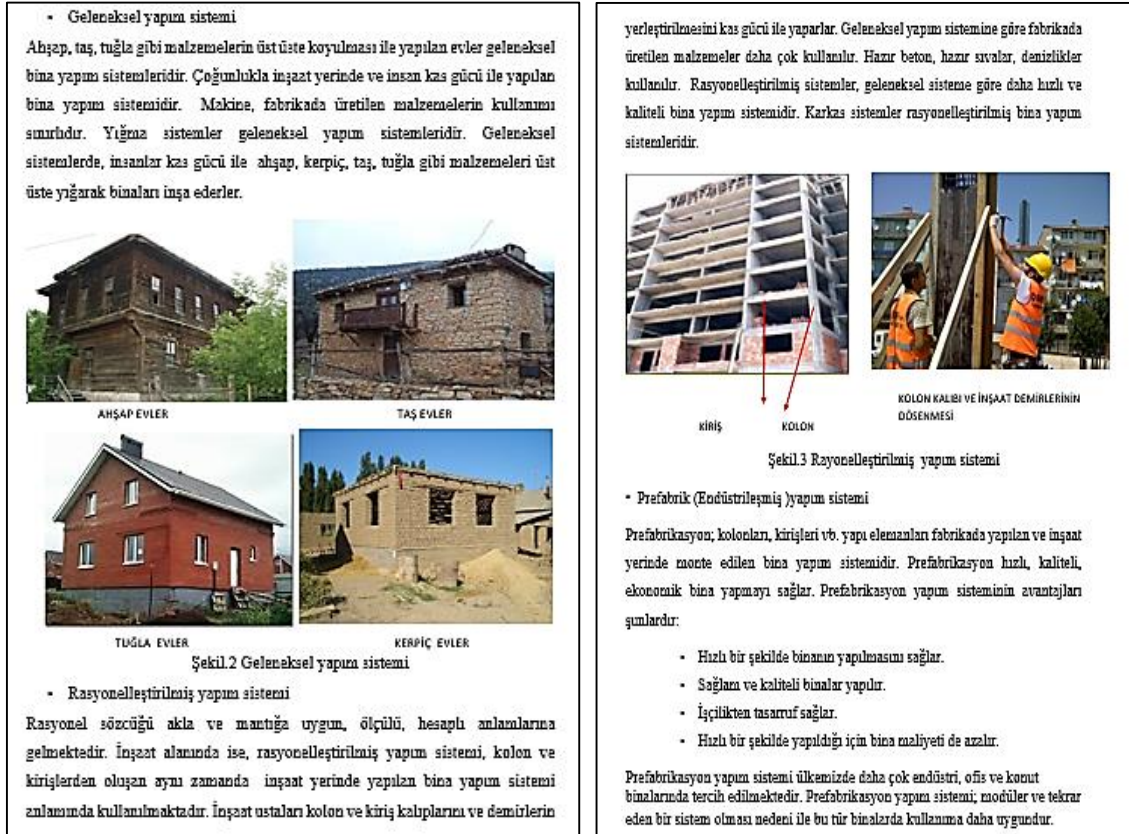 ▪ Geleneksel yapım sistemi
Ahşap, taş, tuğla gibi malzemelerin üst üste koyulması ile yapılan evler geleneksel
bina yapım sistemleridir. Çoğunlukla inşaat yerinde ve insan kas gücü ile yapılan
bina yapım sistemidir. Makine, fabrikada üretilen malzemelerin kullanımı
sınırlıdır. Yığma sistemler geleneksel yapım sistemleridir. Geleneksel
sistemlerde, insanlar kas gücü ile ahşap, kerpiç, taş, tuğla gibi malzemeleri üst
üste yığarak binaları inşa ederler.
AHŞAP EVLER
TAŞ EVLER
TUĞLA EVLER
KERPİÇ EVLER
Şekil.2 Geleneksel yapım sistemi
▪ Rasyonelleştirilmiş yapım sistemi
Rasyonel sözcüğü akla ve mantığa uygun, ölçülü, hesaplı anlamlarına
gelmektedir. İnşaat alanında ise, rasyonelleştirilmiş yapım sistemi, kolon ve
kirişlerden oluşan aynı zamanda inşaat yerinde yapılan bina yapım sistemi
anlamında kullanılmaktadır. İnşaat ustaları kolon ve kiriş kalıplarını ve demirlerin
yerleştirilmesini kas gücü ile yaparlar. Geleneksel yapım sistemine göre fabrikada
üretilen malzemeler daha çok kullanılır. Hazır beton, hazır sıvalar, denizlikler
kullanılır. Rasyonelleştirilmiş sistemler, geleneksel sisteme göre daha hızlı ve
kaliteli bina yapım sistemidir. Karkas sistemler rasyonelleştirilmiş bina yapım
sistemleridir.
KİRİŞ
KOLON
KOLON KALIBI VE İNŞAAT DEMİRLERİNİN
DÖSENMESİ
Şekil.3 Rayonelleştirilmiş yapım sistemi
▪ Prefabrik (Endüstrileşmiş )yapım sistemi
Prefabrikasyon; kolonları, kirişleri vb. yapı elemanları fabrikada yapılan ve inşaat
yerinde monte edilen bina yapım sistemidir. Prefabrikasyon hızlı, kaliteli,
ekonomik bina yapmayı sağlar. Prefabrikasyon yapım sisteminin avantajları
şunlardır:
▪ Hızlı bir şekilde binanın yapılmasını sağlar.
▪ Sağlam ve kaliteli binalar yapılır.
▪ İşçilikten tasarruf sağlar.
▪ Hızlı bir şekilde yapıldığı için bina maliyeti de azalır.
Prefabrikasyon yapım sistemi ülkemizde daha çok endüstri, ofis ve konut
binalarında tercih edilmektedir. Prefabrikasyon yapım sistemi; modüler ve tekrar
eden bir sistem olması nedeni ile bu tür binalarda kullanıma daha uygundur.